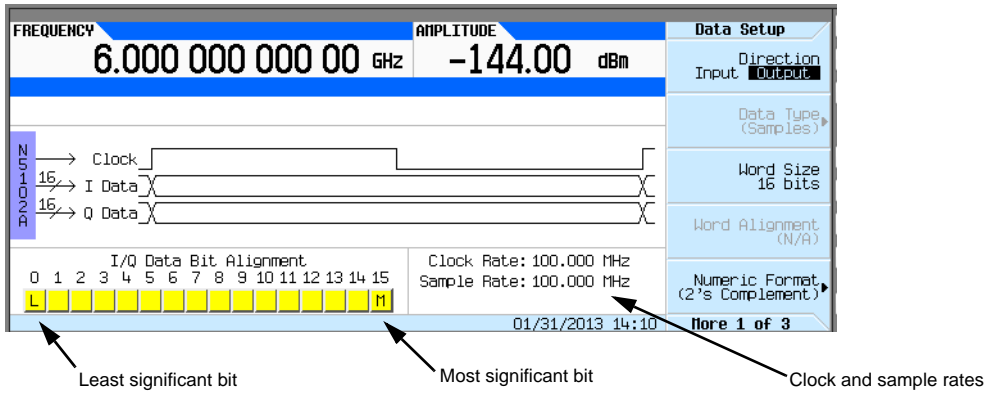 FREQUENCY
6.000 000 000 00 GHz
AMPLITUDE
-144.00 dBm
Data Setup
Direction
Input Output
Data Type
(Samples)
Word Size
16 bits
Word Alignment
(N/A)
Numeric Format
(2's Complement)
More 1 of 3
N5102A
Clock
16 I Data
16 Q Data
I/Q Data Bit Alignment
0 1 2 3 4 5 6 7 8 9 10 11 12 13 14 15
L M
Clock Rate: 100.000 MHz
Sample Rate: 100.000 MHz
01/31/2013 14:10
Least significant bit
Most significant bit
Clock and sample rates